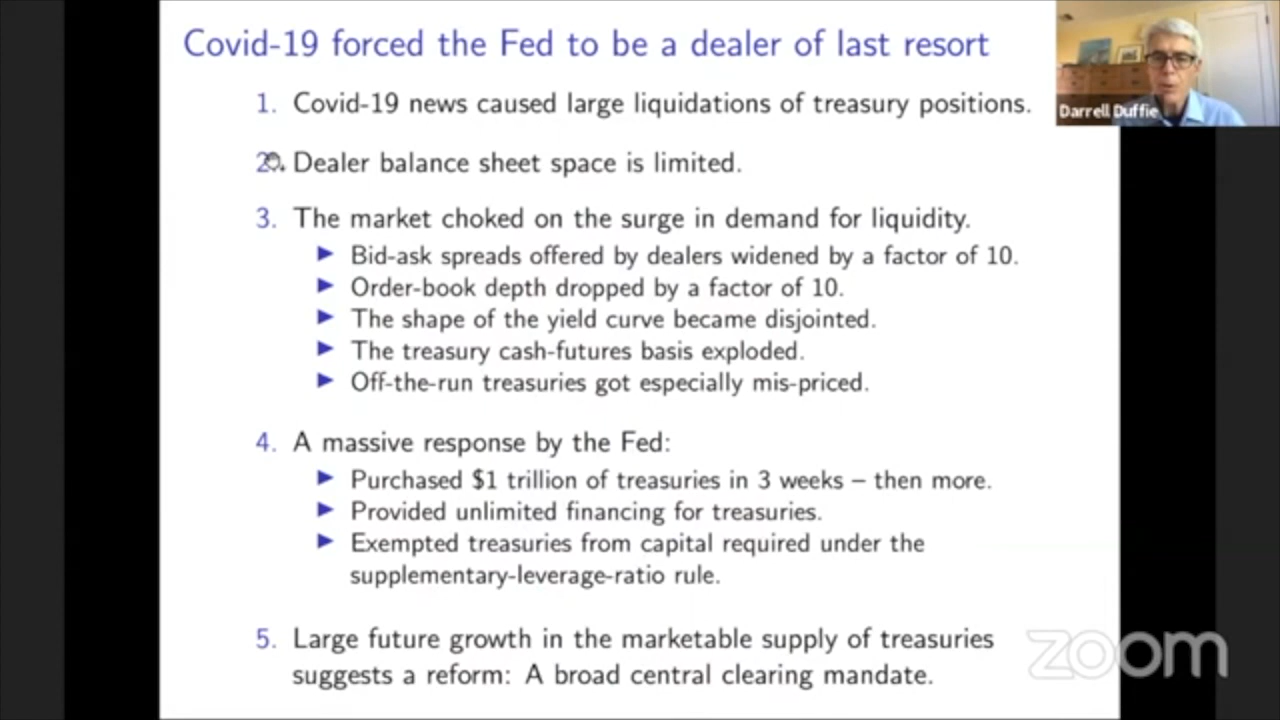 Covid-19 forced the Fed to be a dealer of last resort
Darrell Duffie
1. Covid-19 news caused large liquidations of treasury positions.
2. Dealer balance sheet space is limited.
3. The market choked on the surge in demand for liquidity.
▶ Bid-ask spreads offered by dealers widened by a factor of 10.
▶ Order-book depth dropped by a factor of 10.
▶ The shape of the yield curve became disjointed.
▶ The treasury cash-futures basis exploded.
▶ Off-the-run treasuries got especially mis-priced.
4. A massive response by the Fed:
▶ Purchased $1 trillion of treasuries in 3 weeks – then more.
▶ Provided unlimited financing for treasuries.
▶ Exempted treasuries from capital required under the
supplementary-leverage-ratio rule.
5. Large future growth in the marketable supply of treasuries
suggests a reform: A broad central clearing mandate.
zoom